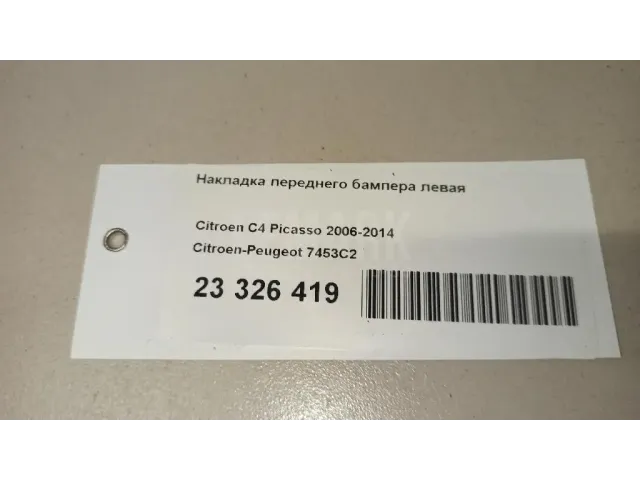 Накладка переднего бампера левая
Citroen C4 Picasso 2006-2014
Citroen-Peugeot 7453C2
23 326 419